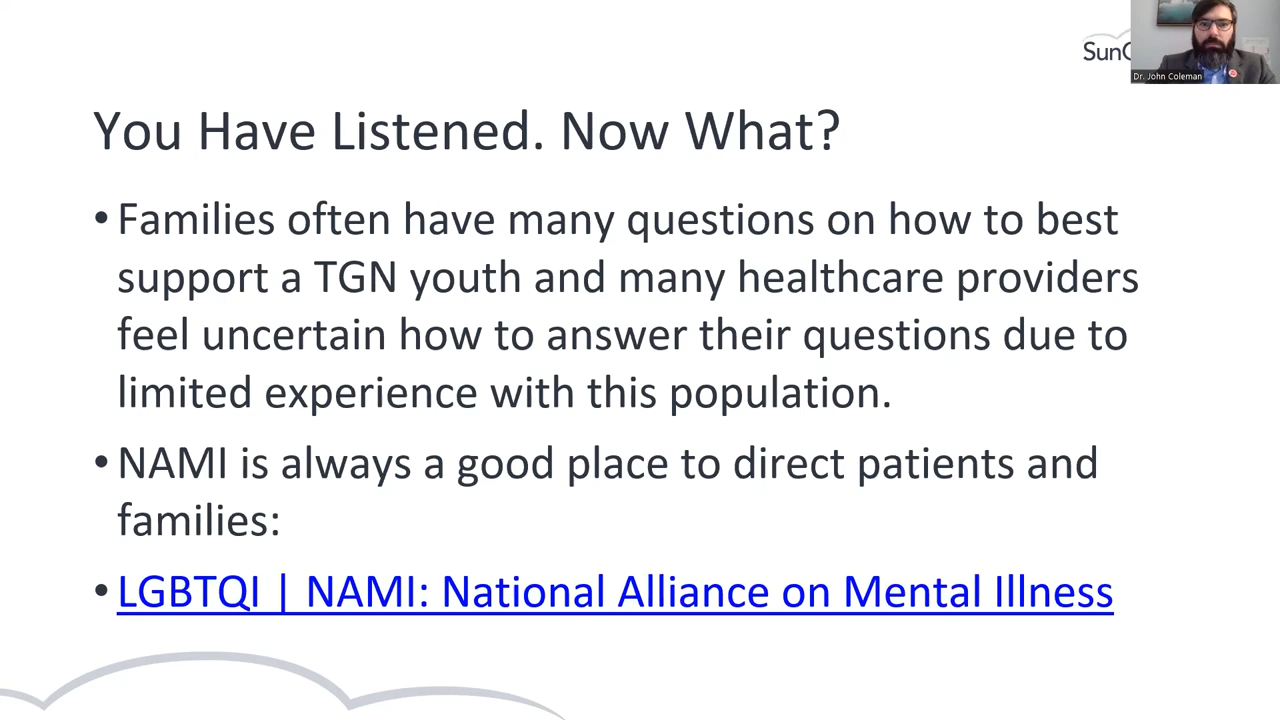 SunC
Dr. John Coleman
You Have Listened. Now What?
• Families often have many questions on how to best
support a TGN youth and many healthcare providers
feel uncertain how to answer their questions due to
limited experience with this population.
• NAMI is always a good place to direct patients and
families:
• LGBTQI | NAMI: National Alliance on Mental Illness